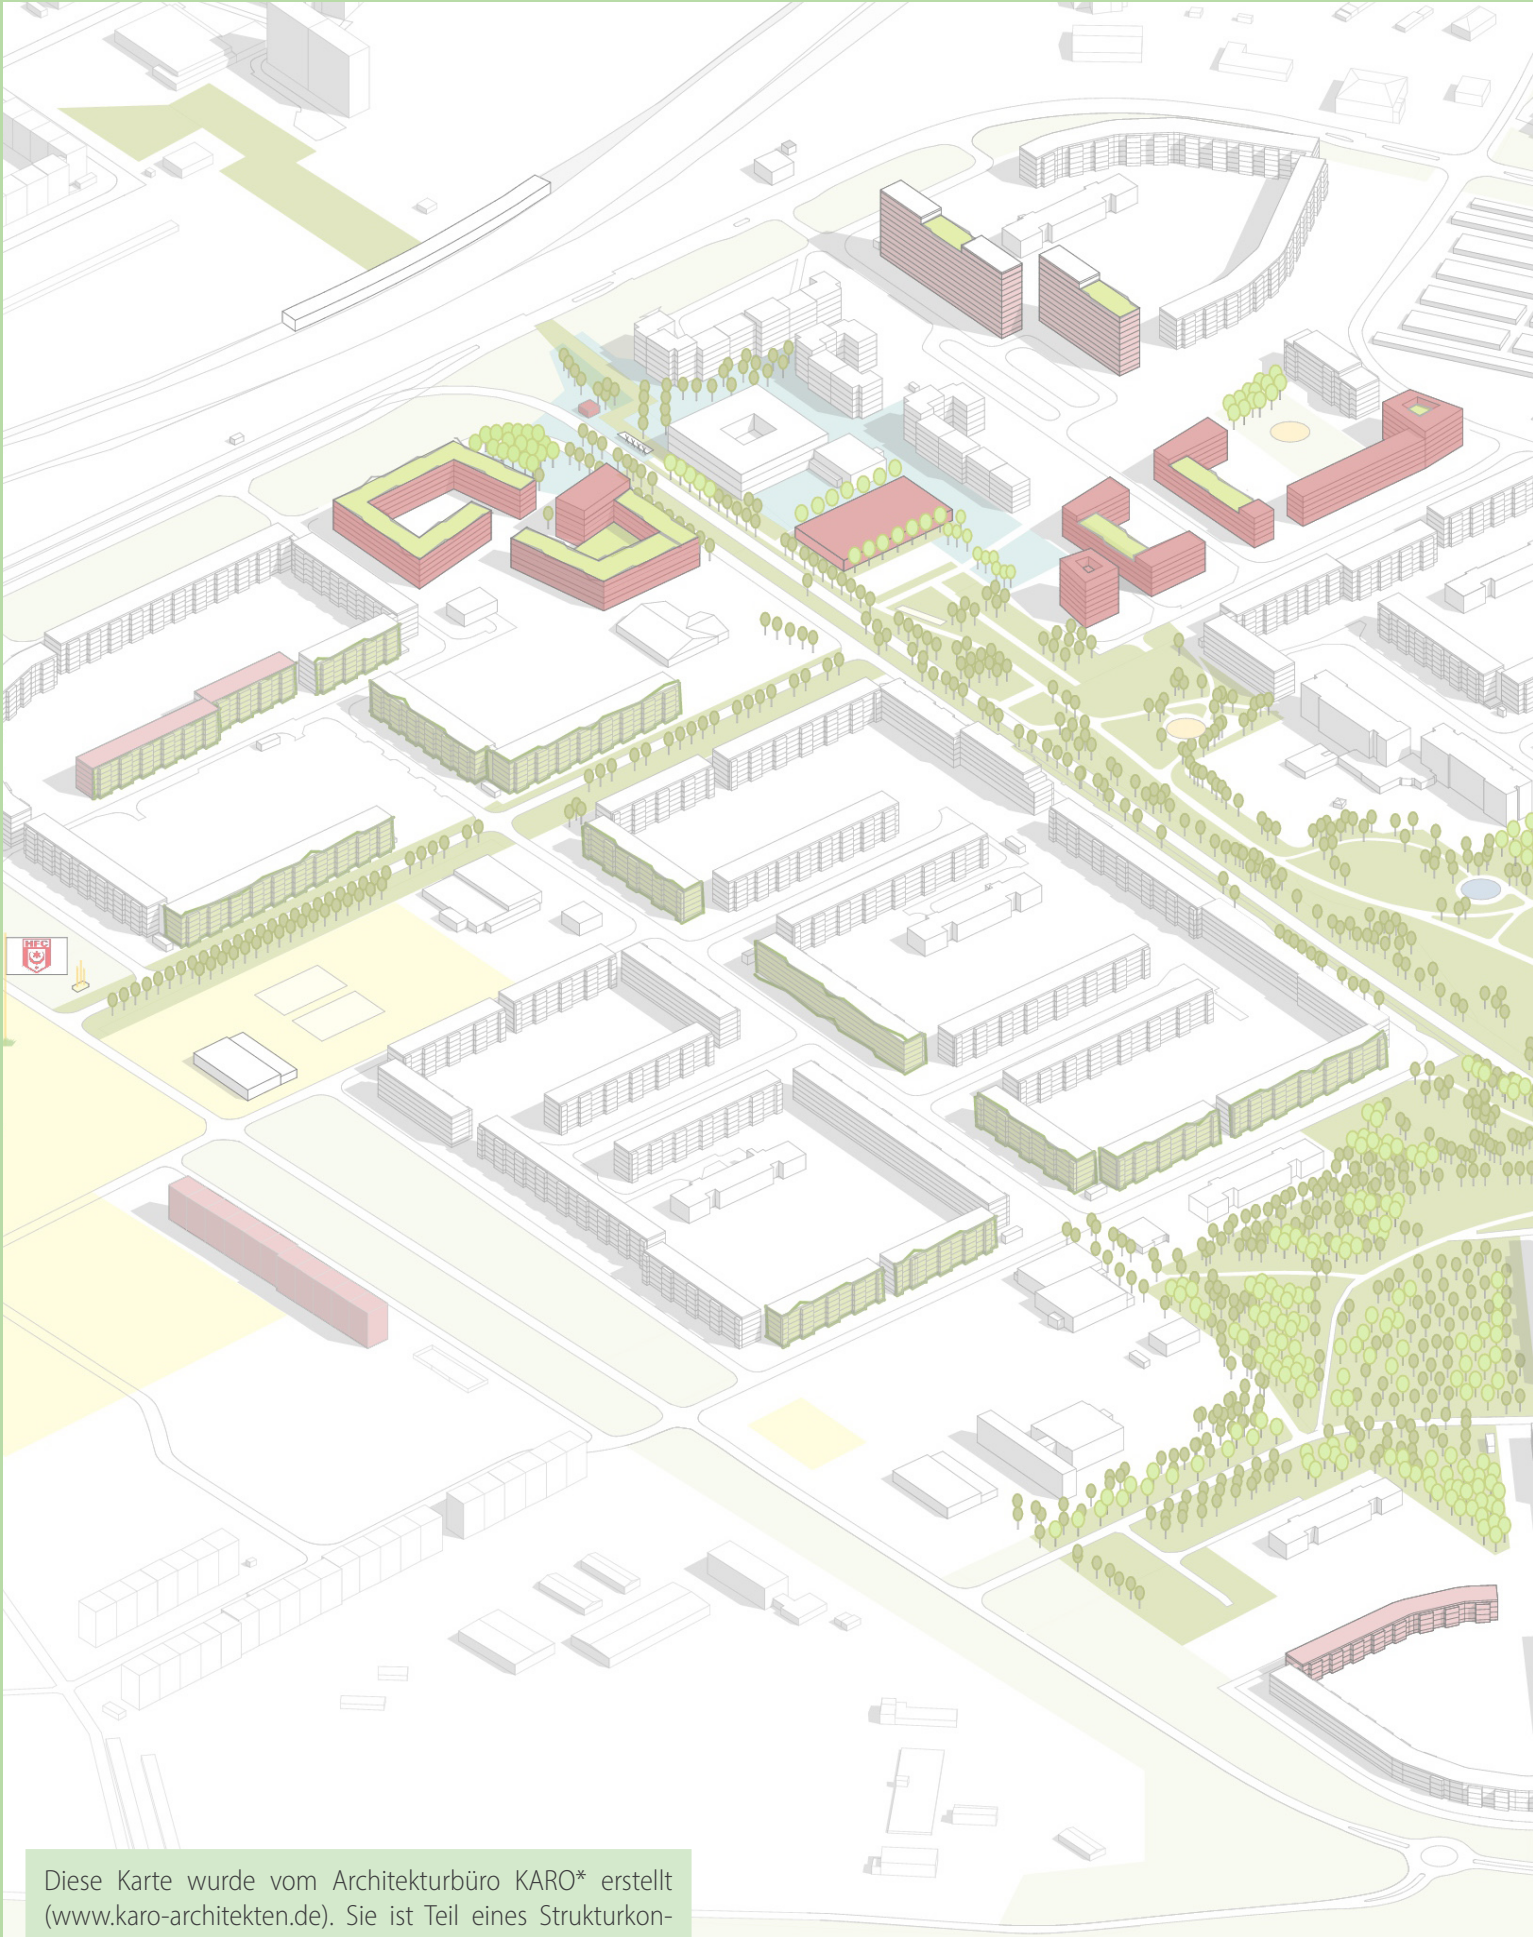 HFC
Diese Karte wurde vom Architekturbüro KARO* erstellt
(www.karo-architekten.de). Sie ist Teil eines Strukturkon-